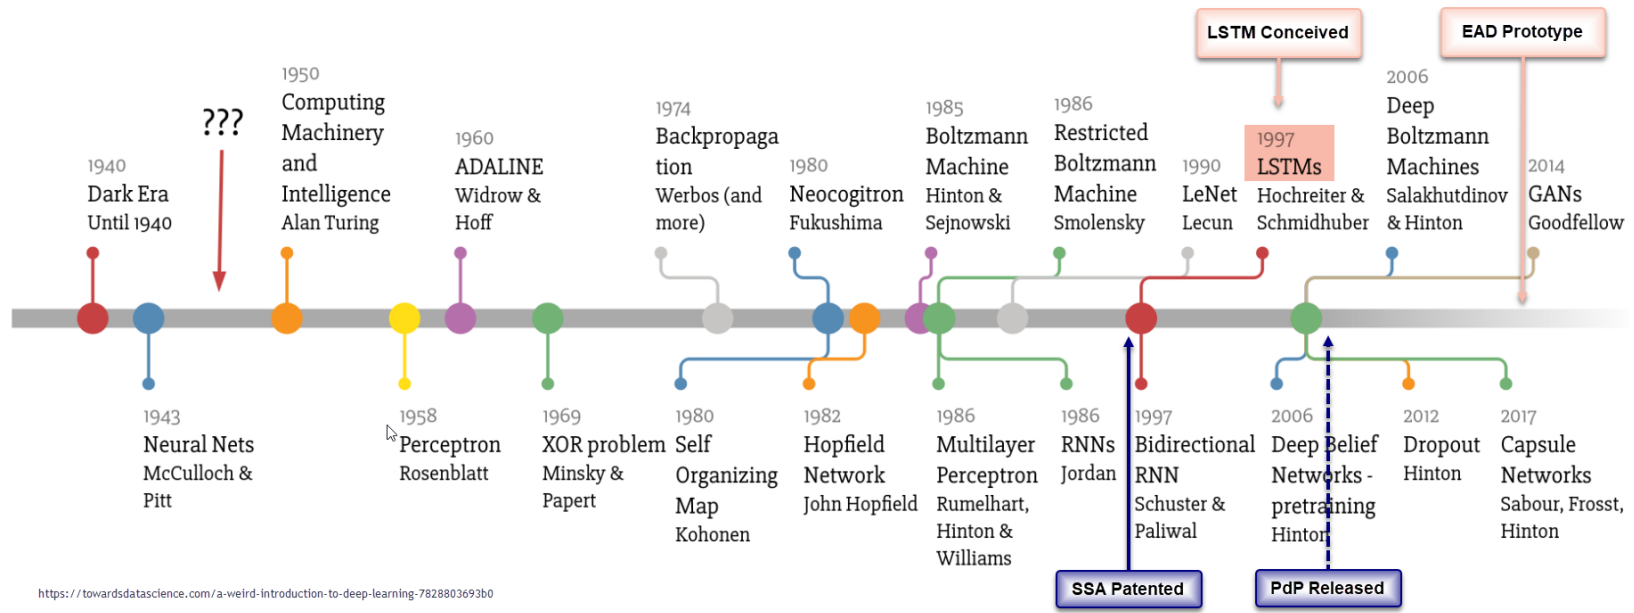 LSTM Conceived
EAD Prototype
???
1940
Dark Era
Until 1940
1950
Computing
Machinery
and
Intelligence
Alan Turing
1960
ADALINE
Widrow &
Hoff
1974
Backpropaga
tion
Werbos (and
more)
1980
Neocogitron
Fukushima
1985
Boltzmann
Machine
Hinton &
Sejnowski
1986
Restricted
Boltzmann
Machine
Smolensky
1990
LeNet
Lecun
1997
LSTMs
Hochreiter &
Schmidhuber
2006
Deep
Boltzmann
Machines
Salakhutdinov
& Hinton
2014
GANs
Goodfellow
1943
Neural Nets
McCulloch &
Pitt
1958
Perceptron
Rosenblatt
1969
XOR problem
Minsky &
Papert
1980
Self
Organizing
Map
Kohonen
1982
Hopfield
Network
John Hopfield
1986
Multilayer
Perceptron
Rumelhart,
Hinton &
Williams
1986
RNNs
Jordan
1997
Bidirectional
RNN
Schuster &
Paliwal
2006
Deep Belief
Networks -
pretraining
Hinton
2012
Dropout
Hinton
2017
Capsule
Networks
Sabour, Frosst,
Hinton
SSA Patented
PdP Released
https://towardsdatascience.com/a-weird-introduction-to-deep-learning-7828803693b0